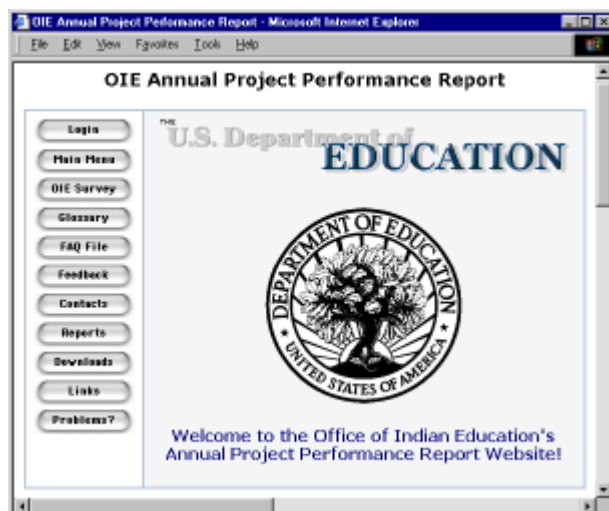 OIE Annual Project Performance Report - Microsoft Internet Explorer
File Edit View Favorites Tools Help
OIE Annual Project Performance Report
Login
Main Menu
OIE Survey
Glossary
FAQ File
Feedback
Contacts
Reports
Downloads
Links
Problems?
THE
U.S. Department of
EDUCATION
DEPARTMENT OF EDUCATION
UNITED STATES OF AMERICA
Welcome to the Office of Indian Education's
Annual Project Performance Report Website!